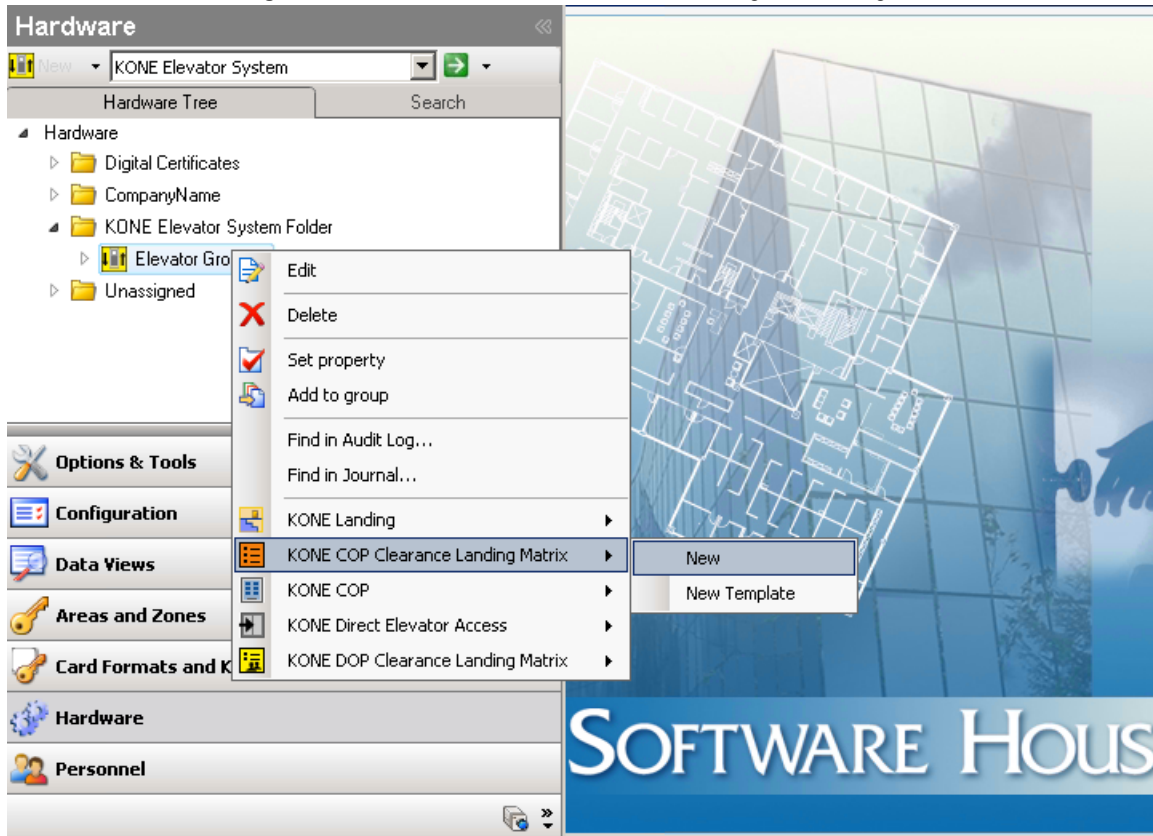 Hardware
New
KONE Elevator System
Hardware Tree
Search
Hardware
Digital Certificates
CompanyName
KONE Elevator System Folder
Elevator Gro
Unassigned
Edit
Delete
Set property
Add to group
Find in Audit Log...
Find in Journal...
KONE Landing
KONE COP Clearance Landing Matrix
New
New Template
KONE COP
KONE Direct Elevator Access
KONE DOP Clearance Landing Matrix
Options & Tools
Configuration
Data Views
Areas and Zones
Card Formats and K
Hardware
Personnel
SOFTWARE HOUS